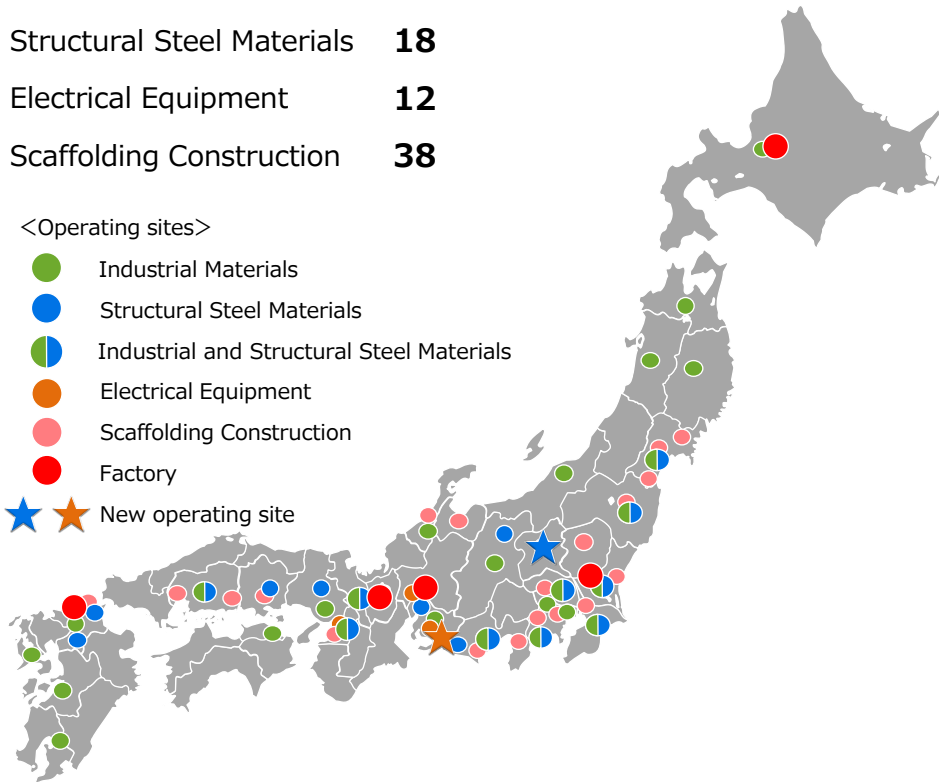 Structural Steel Materials 18
Electrical Equipment 12
Scaffolding Construction 38
<Operating sites>
Industrial Materials
Structural Steel Materials
Industrial and Structural Steel Materials
Electrical Equipment
Scaffolding Construction
Factory
New operating site